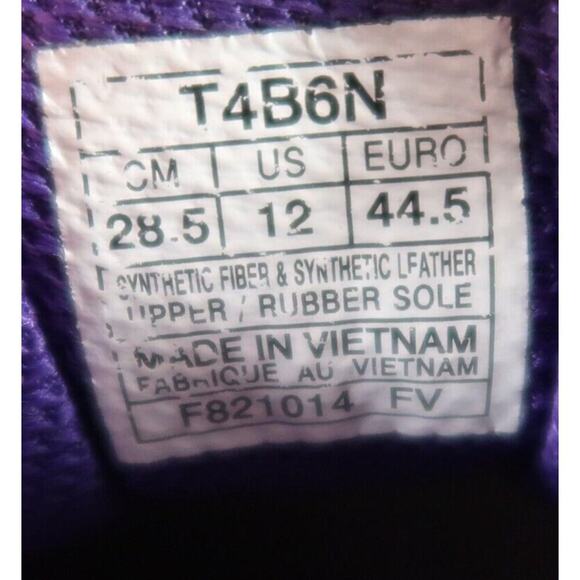 T4B6N
CM US EURO
28.5 12 44.5
SYNTHETIC FIBER & SYNTHETIC LEATHER
UPPER / RUBBER SOLE
MADE IN VIETNAM
FABRIQUE AU VIETNAM
F821014 FV